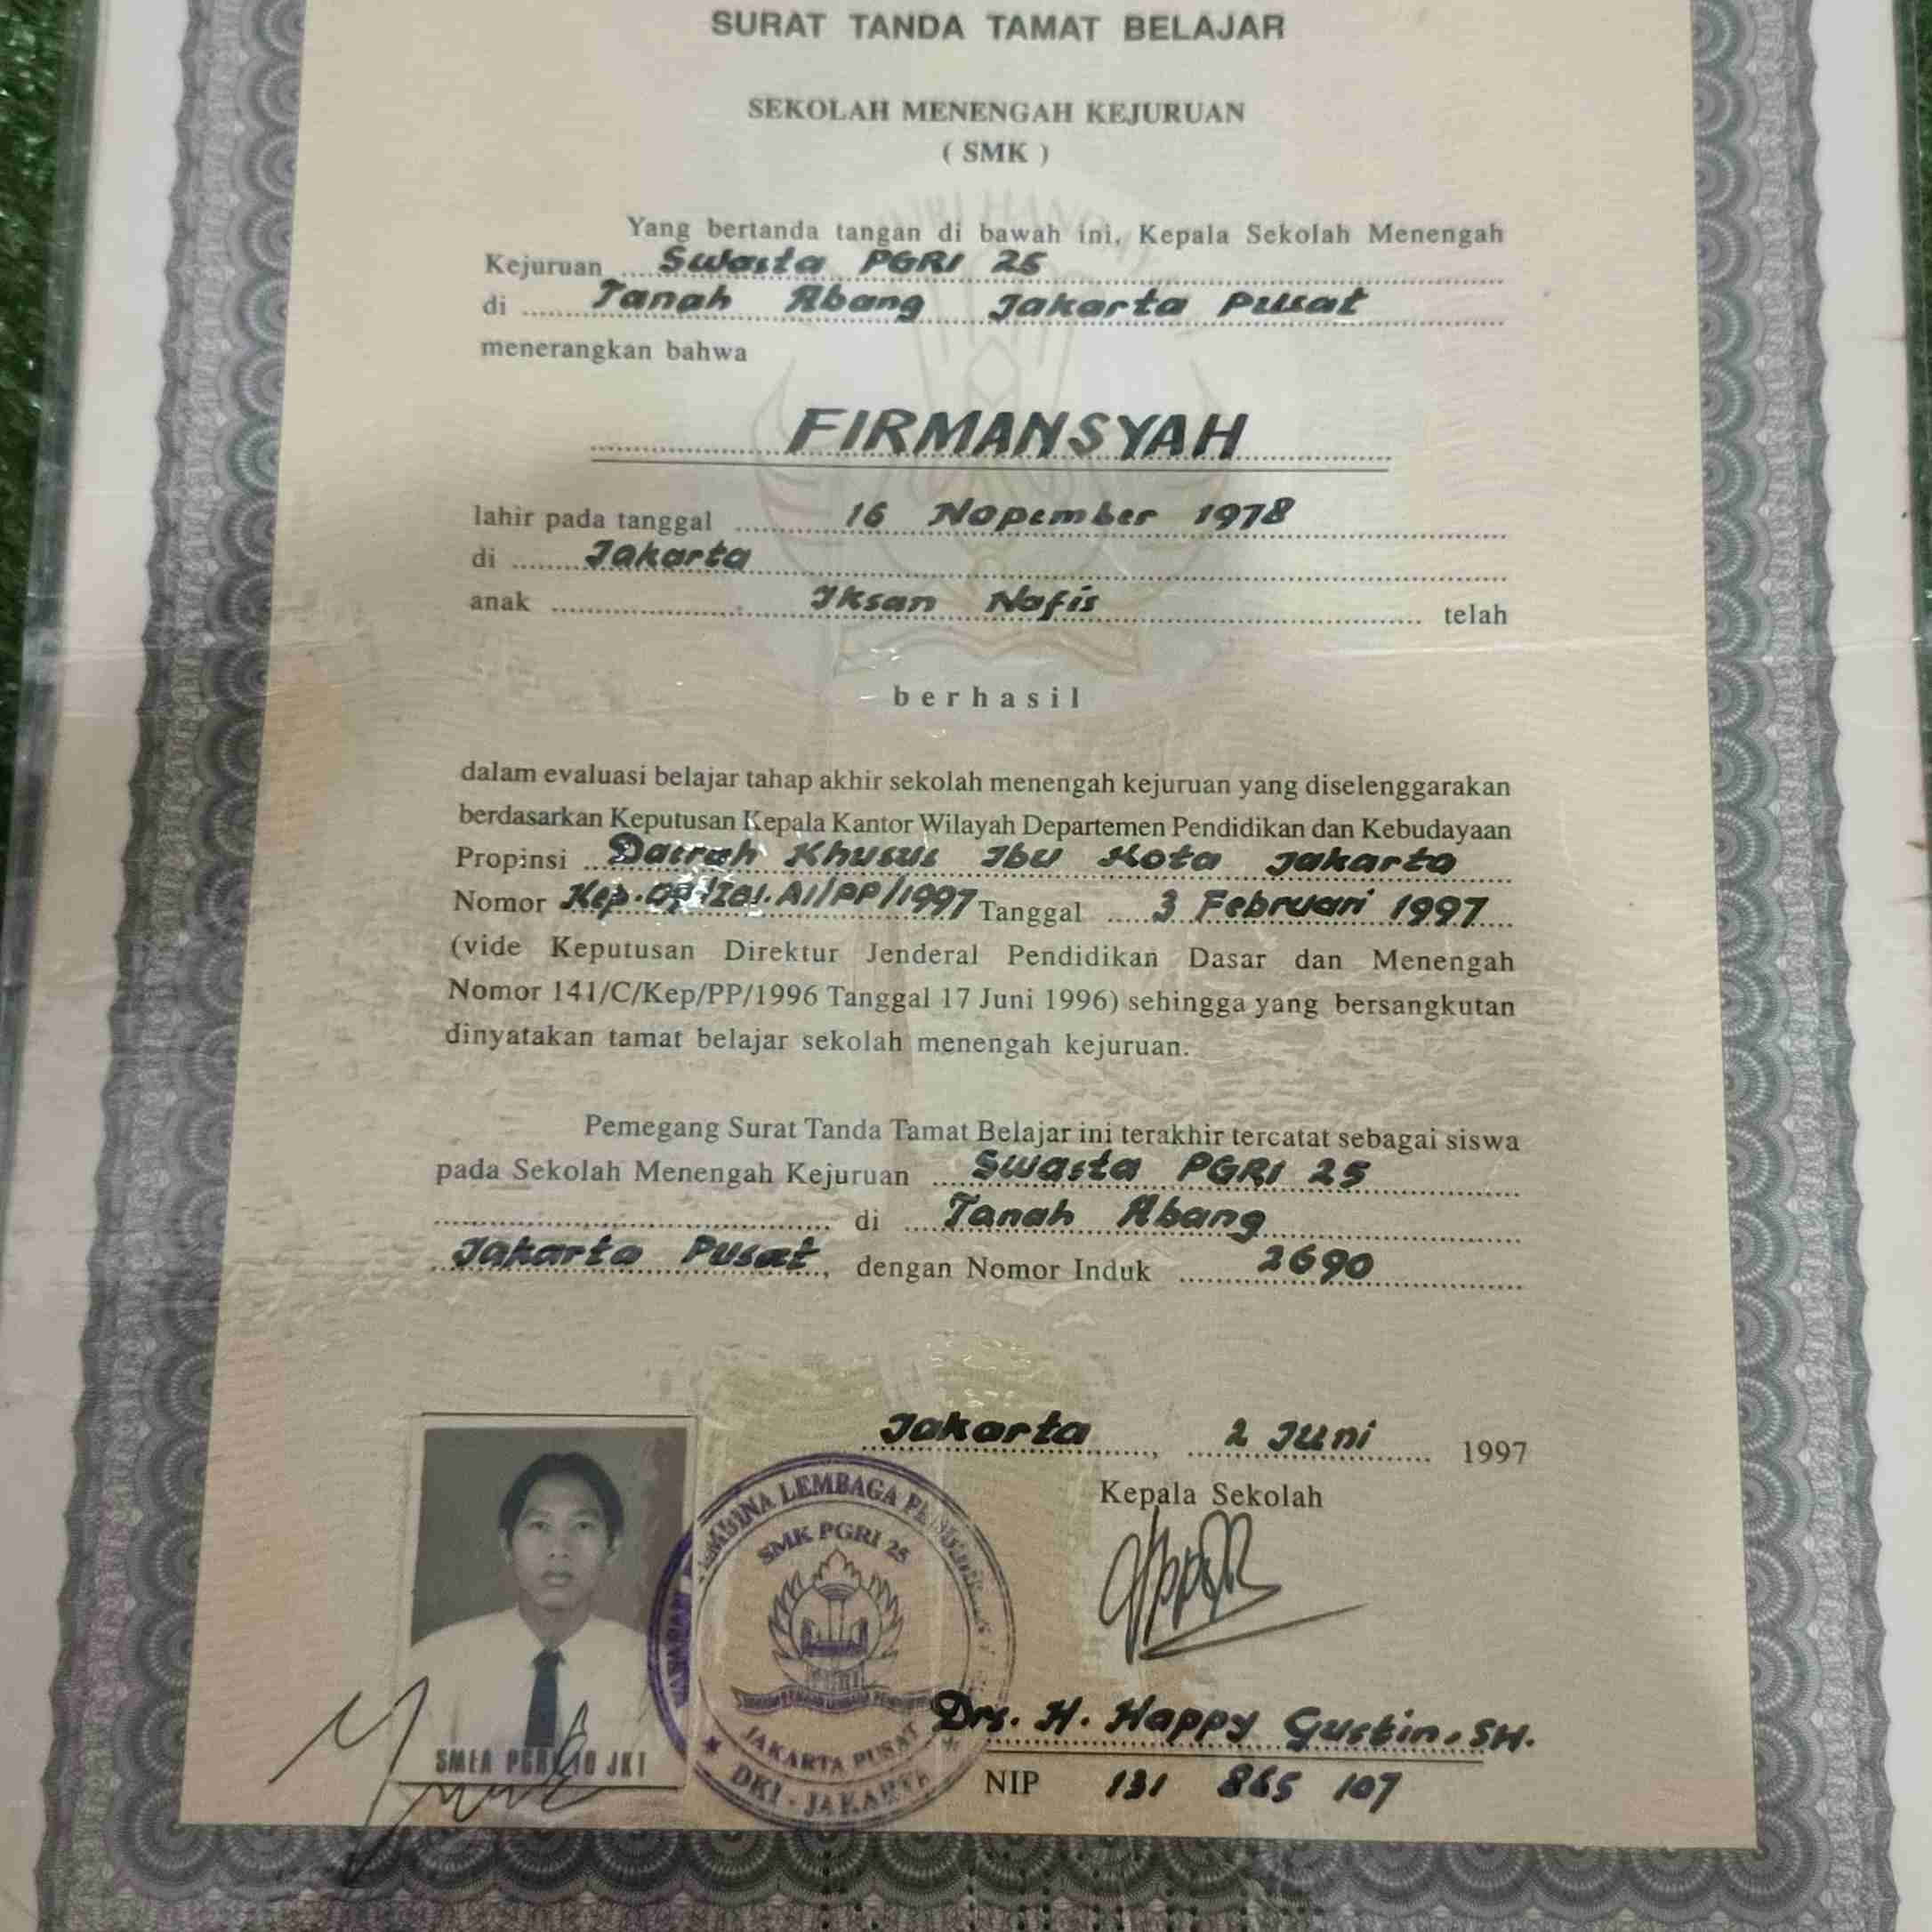 SURAT TANDA TAMAT BELAJAR
SEKOLAH MENENGAH KEJURUAN
( SMK )
Yang bertanda tangan di bawah ini, Kepala Sekolah Menengah
Kejuruan Swasta PGRI 25
di Tanah Abang Jakarta Pusat
menerangkan bahwa
FIRMANSYAH
lahir pada tanggal 16 Nopember 1978
di Jakarta
anak Iksan Nafis telah
berhasil
dalam evaluasi belajar tahap akhir sekolah menengah kejuruan yang diselenggarakan
berdasarkan Keputusan Kepala Kantor Wilayah Departemen Pendidikan dan Kebudayaan
Propinsi Daerah Khusus Ibu Kota Jakarta
Nomor Tanggal 3 Februari 1997
(vide Keputusan Direktur Jenderal Pendidikan Dasar dan Menengah
Nomor 141/C/Kep/PP/1996 Tanggal 17 Juni 1996) sehingga yang bersangkutan
dinyatakan tamat belajar sekolah menengah kejuruan.
Pemegang Surat Tanda Tamat Belajar ini terakhir tercatat sebagai siswa
pada Sekolah Menengah Kejuruan Swasta PGRI 25
di Tanah Abang
Jakarta Pusat, dengan Nomor Induk 2690
Jakarta, 2 Juni 1997
Kepala Sekolah
LEMBAGA
SMK PGRI 25
JAKARTA PUSAT
DKI - JAKARTA
SMEA JKT
Drs. H. Happy Gustin, SH.
NIP 131 865 107